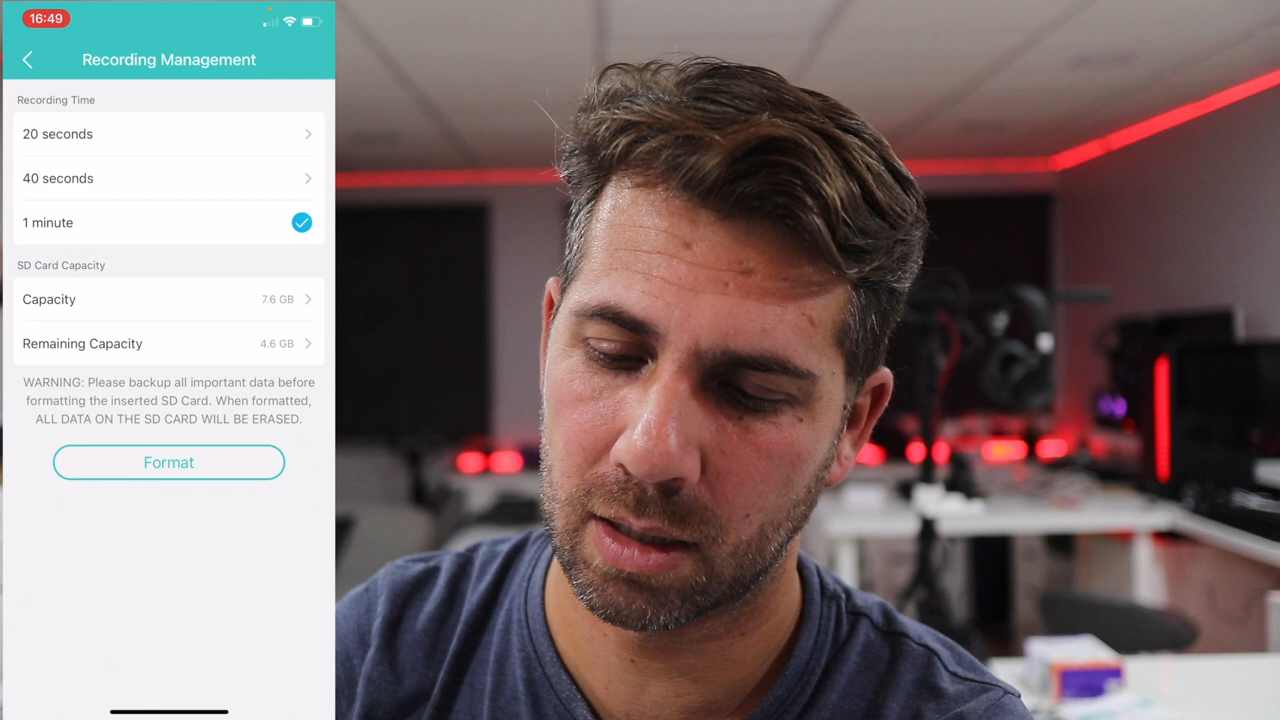 16:49
Recording Management
Recording Time
20 seconds
40 seconds
1 minute
SD Card Capacity
Capacity 7.6 GB
Remaining Capacity 4.6 GB
WARNING: Please backup all important data before
formatting the inserted SD Card. When formatted,
ALL DATA ON THE SD CARD WILL BE ERASED.
Format